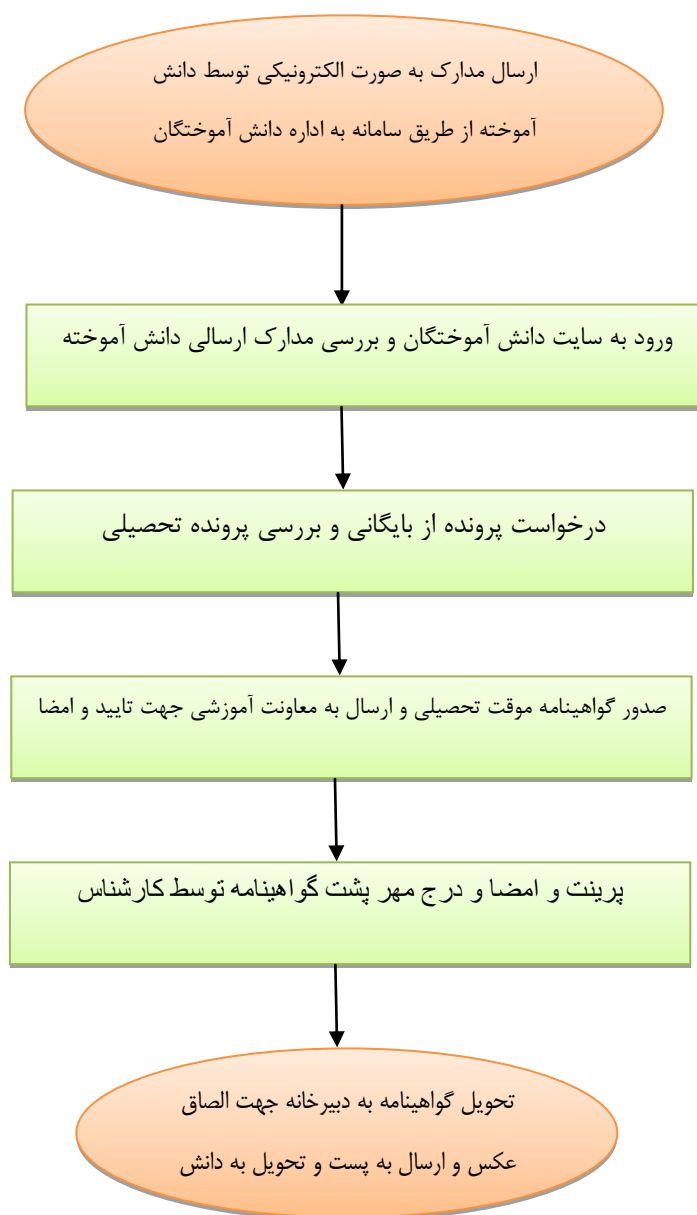 ارسال مدارک به صورت الکترونیکی توسط دانش
آموخته از طریق سامانه به اداره دانش آموختگان
ورود به سایت دانش آموختگان و بررسی مدارک ارسالی دانش آموخته
درخواست پرونده از بایگانی و بررسی پرونده تحصیلی
صدور گواهینامه موقت تحصیلی و ارسال به معاونت آموزشی جهت تایید و امضا
پرینت و امضا و درج مهر پشت گواهینامه توسط کارشناس
تحویل گواهینامه به دبیرخانه جهت الصاق
عکس و ارسال به پست و تحویل به دانش